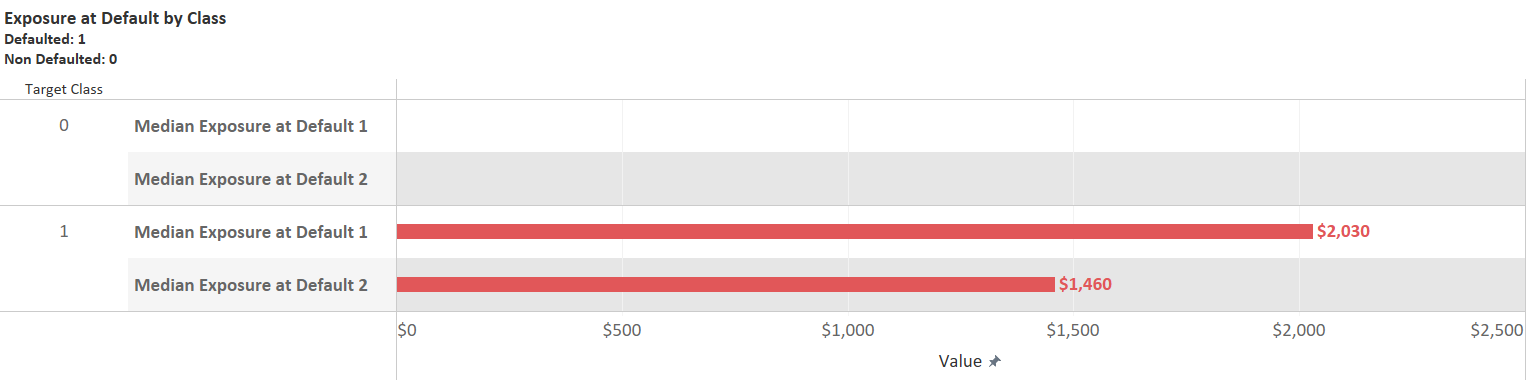 Exposure at Default by Class
Defaulted: 1
Non Defaulted: 0
Target Class
0 Median Exposure at Default 1
Median Exposure at Default 2
1 Median Exposure at Default 1 $2,030
Median Exposure at Default 2 $1,460
$0 $500 $1,000 $1,500 $2,000 $2,500
Value